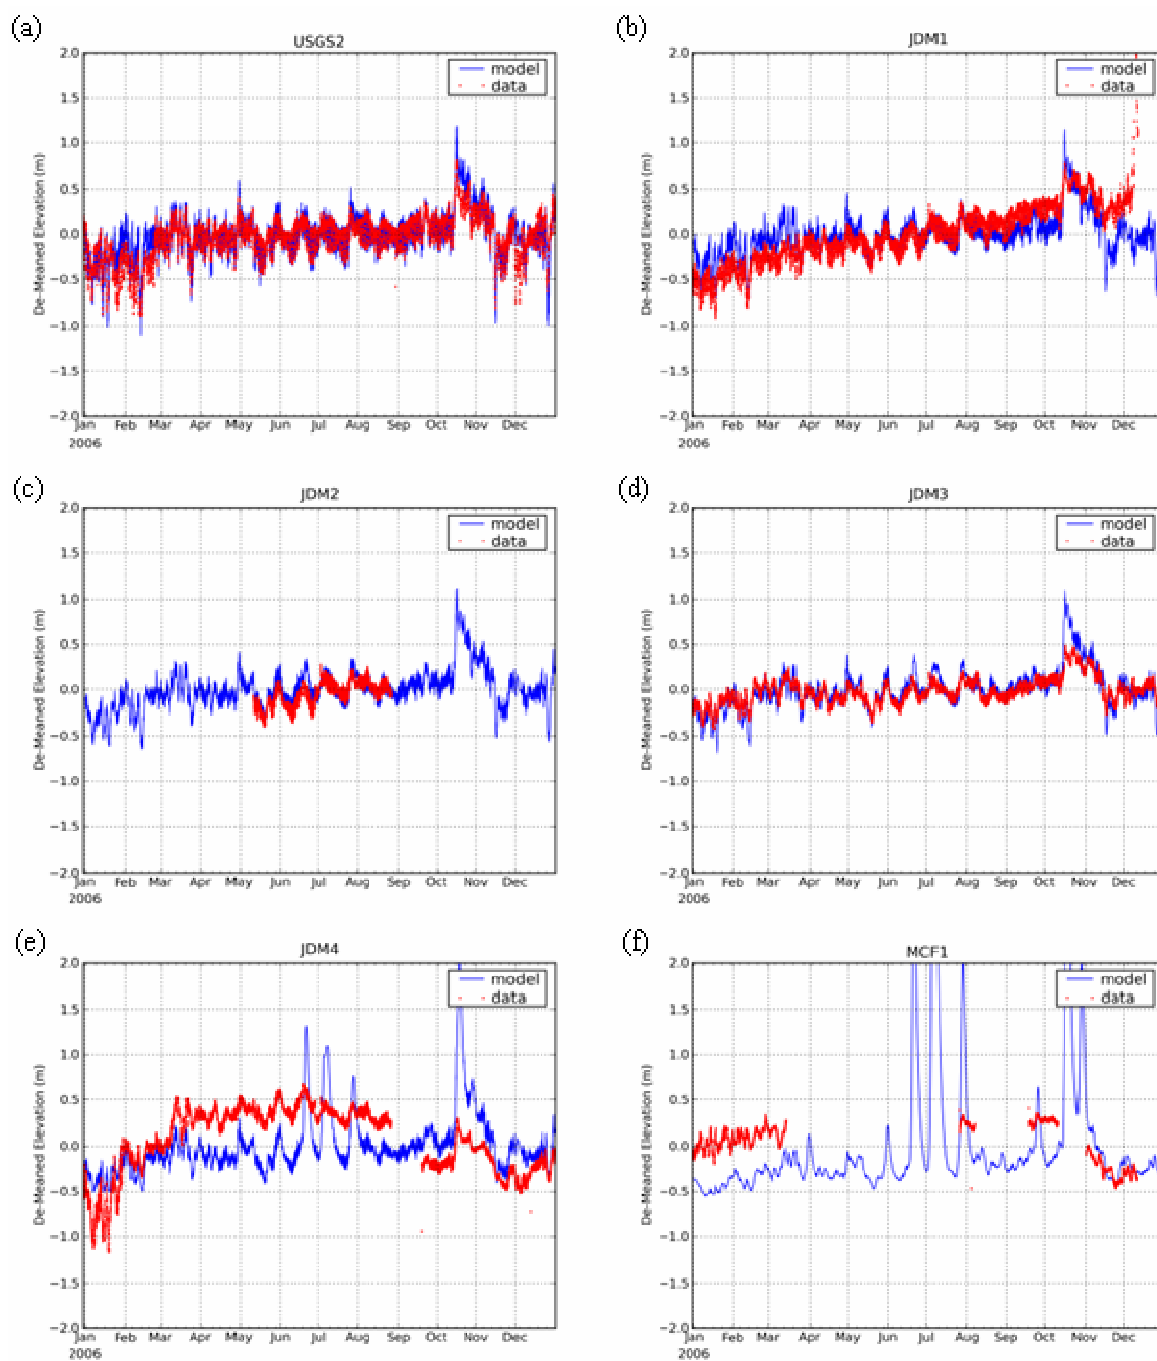 (a)
USGS2
model
data
De-Meaned Elevation (m)
2.0
1.5
1.0
0.5
0.0
−0.5
−1.0
−1.5
−2.0
Jan Feb Mar Apr May Jun Jul Aug Sep Oct Nov Dec
2006
(b)
JDMI1
model
data
De-Meaned Elevation (m)
2.0
1.5
1.0
0.5
0.0
−0.5
−1.0
−1.5
−2.0
Jan Feb Mar Apr May Jun Jul Aug Sep Oct Nov Dec
2006
(c)
JDM2
model
data
De-Meaned Elevation (m)
2.0
1.5
1.0
0.5
0.0
−0.5
−1.0
−1.5
−2.0
Jan Feb Mar Apr May Jun Jul Aug Sep Oct Nov Dec
2006
(d)
JDMI3
model
data
De-Meaned Elevation (m)
2.0
1.5
1.0
0.5
0.0
−0.5
−1.0
−1.5
−2.0
Jan Feb Mar Apr May Jun Jul Aug Sep Oct Nov Dec
2006
(e)
JDM4
model
data
De-Meaned Elevation (m)
2.0
1.5
1.0
0.5
0.0
−0.5
−1.0
−1.5
−2.0
Jan Feb Mar Apr May Jun Jul Aug Sep Oct Nov Dec
2006
(f)
MCF1
model
data
De-Meaned Elevation (m)
2.0
1.5
1.0
0.5
0.0
−0.5
−1.0
−1.5
−2.0
Jan Feb Mar Apr May Jun Jul Aug Sep Oct Nov Dec
2006